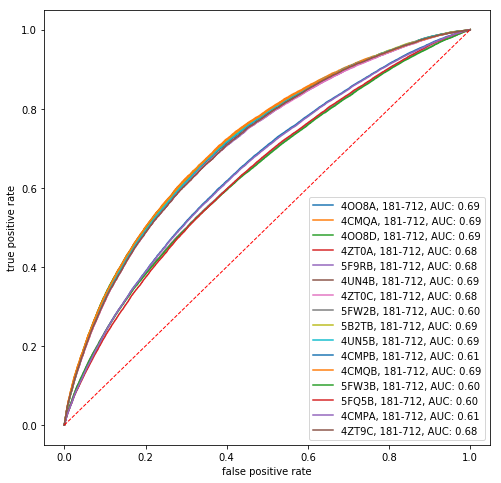 1.0
0.8
0.6
0.4
0.2
0.0
true positive rate
4OO8A, 181-712, AUC: 0.69
4CMQA, 181-712, AUC: 0.69
4OO8D, 181-712, AUC: 0.69
4ZT0A, 181-712, AUC: 0.68
5F9RB, 181-712, AUC: 0.68
4UN4B, 181-712, AUC: 0.69
4ZT0C, 181-712, AUC: 0.68
5FW2B, 181-712, AUC: 0.60
5B2TB, 181-712, AUC: 0.69
4UN5B, 181-712, AUC: 0.69
4CMPB, 181-712, AUC: 0.61
4CMQB, 181-712, AUC: 0.69
5FW3B, 181-712, AUC: 0.60
5FQ5B, 181-712, AUC: 0.60
4CMPA, 181-712, AUC: 0.61
4ZT9C, 181-712, AUC: 0.68
0.0 0.2 0.4 0.6 0.8 1.0
false positive rate